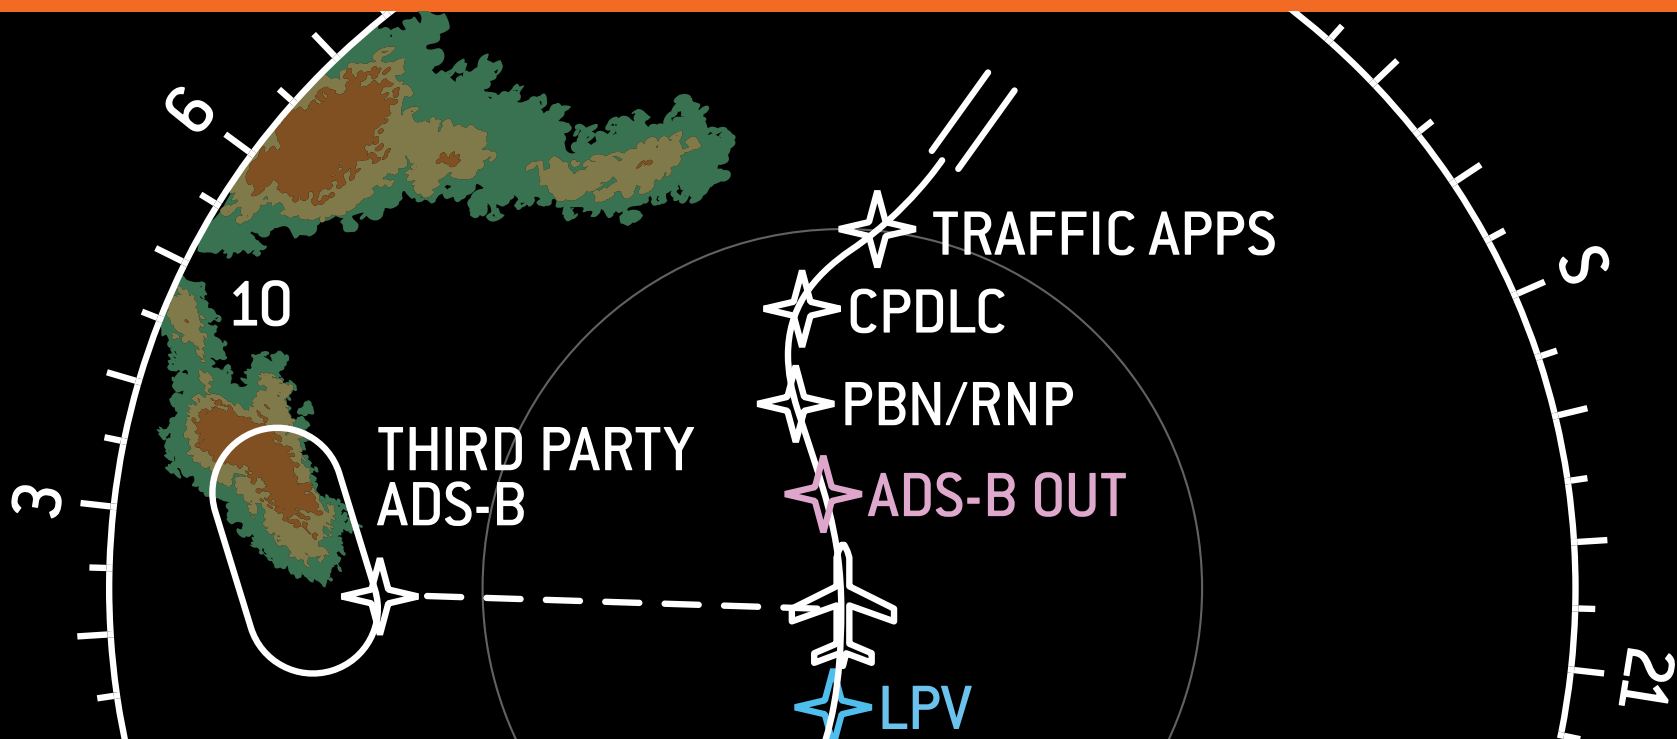 6
TRAFFIC APPS
S
10
CPDLC
PBN/RNP
THIRD PARTY
ADS-B
3
ADS-B OUT
21
LPV